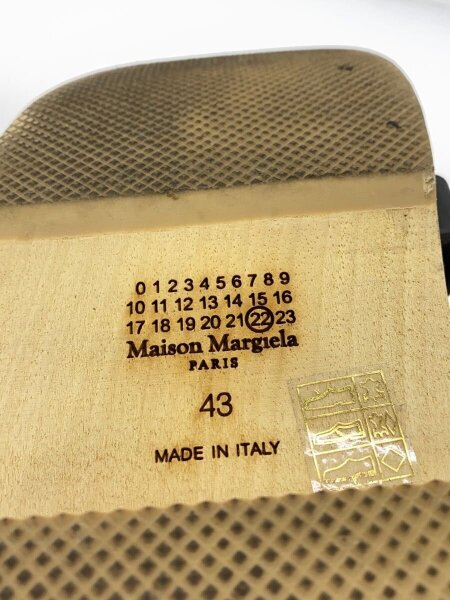 0 1 2 3 4 5 6 7 8 9
10 11 12 13 14 15 16
17 18 19 20 21 22 23
Maison Margiela
PARIS
43
MADE IN ITALY